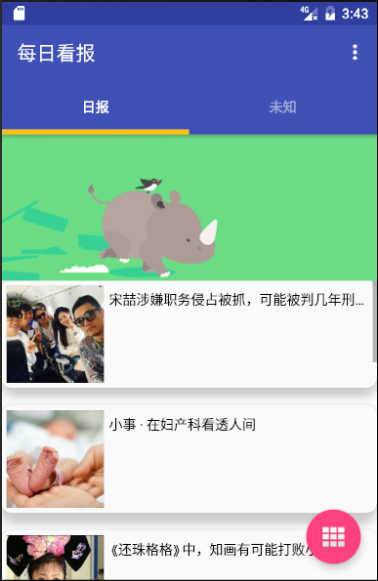 4G 3:43
每日看报
日报 未知
宋喆涉嫌职务侵占被抓，可能被判几年刑...
小事 · 在妇产科看透人间
《还珠格格》中，知画有可能打败小